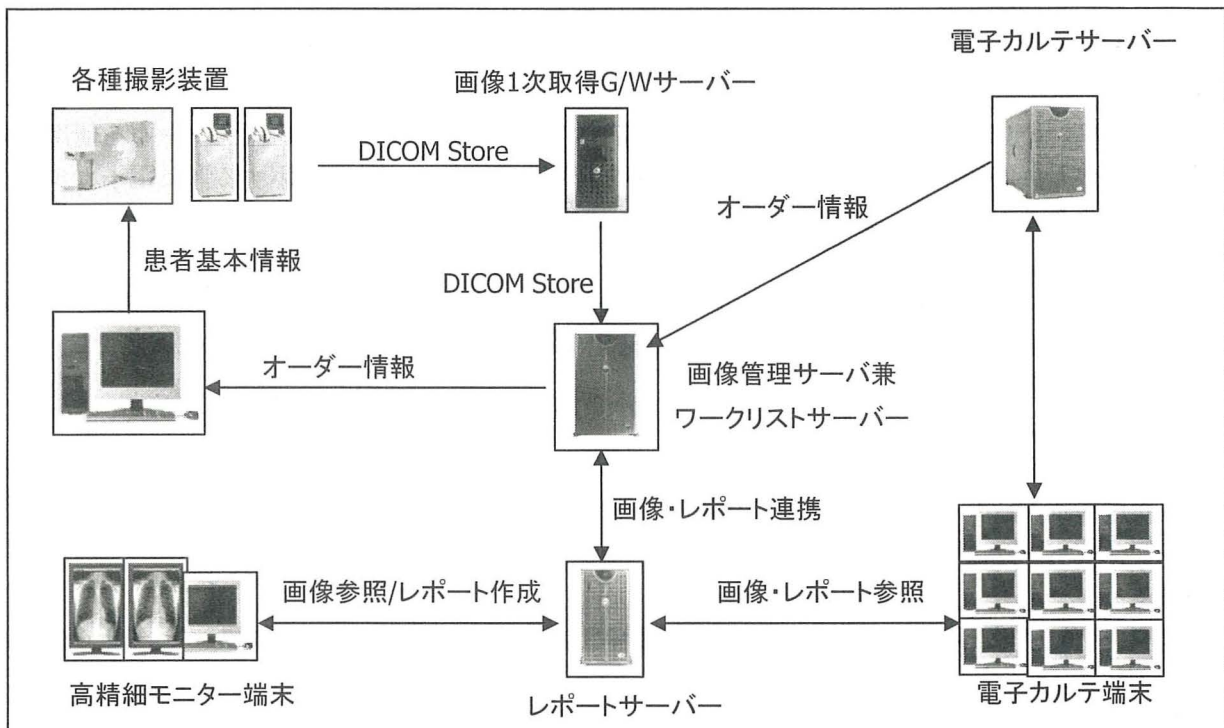 電子カルテサーバー
各種撮影装置
画像1次取得G/Wサーバー
DICOM Store
オーダー情報
患者基本情報
DICOM Store
オーダー情報
画像管理サーバ兼
ワークリストサーバー
画像・レポート連携
画像参照/レポート作成
画像・レポート参照
高精細モニター端末
レポートサーバー
電子カルテ端末